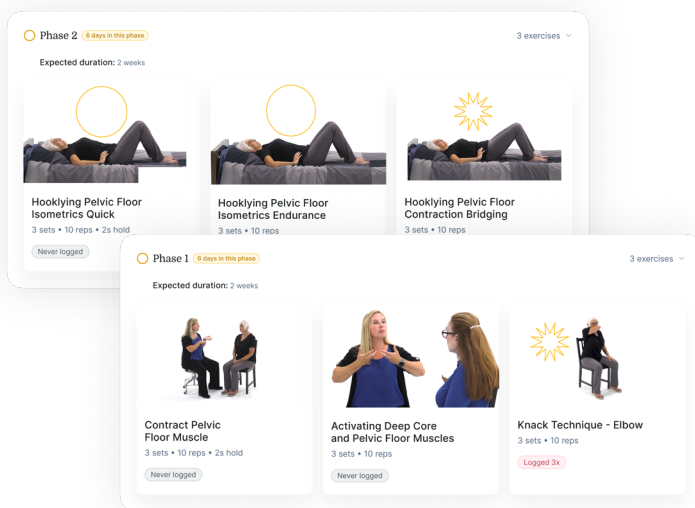 Phase 2 6 days in this phase 3 exercises
Expected duration: 2 weeks
Hooklying Pelvic Floor
Isometrics Quick
3 sets • 10 reps • 2s hold
Never logged
Hooklying Pelvic Floor
Isometrics Endurance
3 sets • 10 reps
Hooklying Pelvic Floor
Contraction Bridging
3 sets • 10 reps
Phase 1 6 days in this phase 3 exercises
Expected duration: 2 weeks
Contract Pelvic
Floor Muscle
3 sets • 10 reps • 2s hold
Never logged
Activating Deep Core
and Pelvic Floor Muscles
3 sets • 10 reps
Never logged
Knack Technique - Elbow
3 sets • 10 reps
Logged 3x